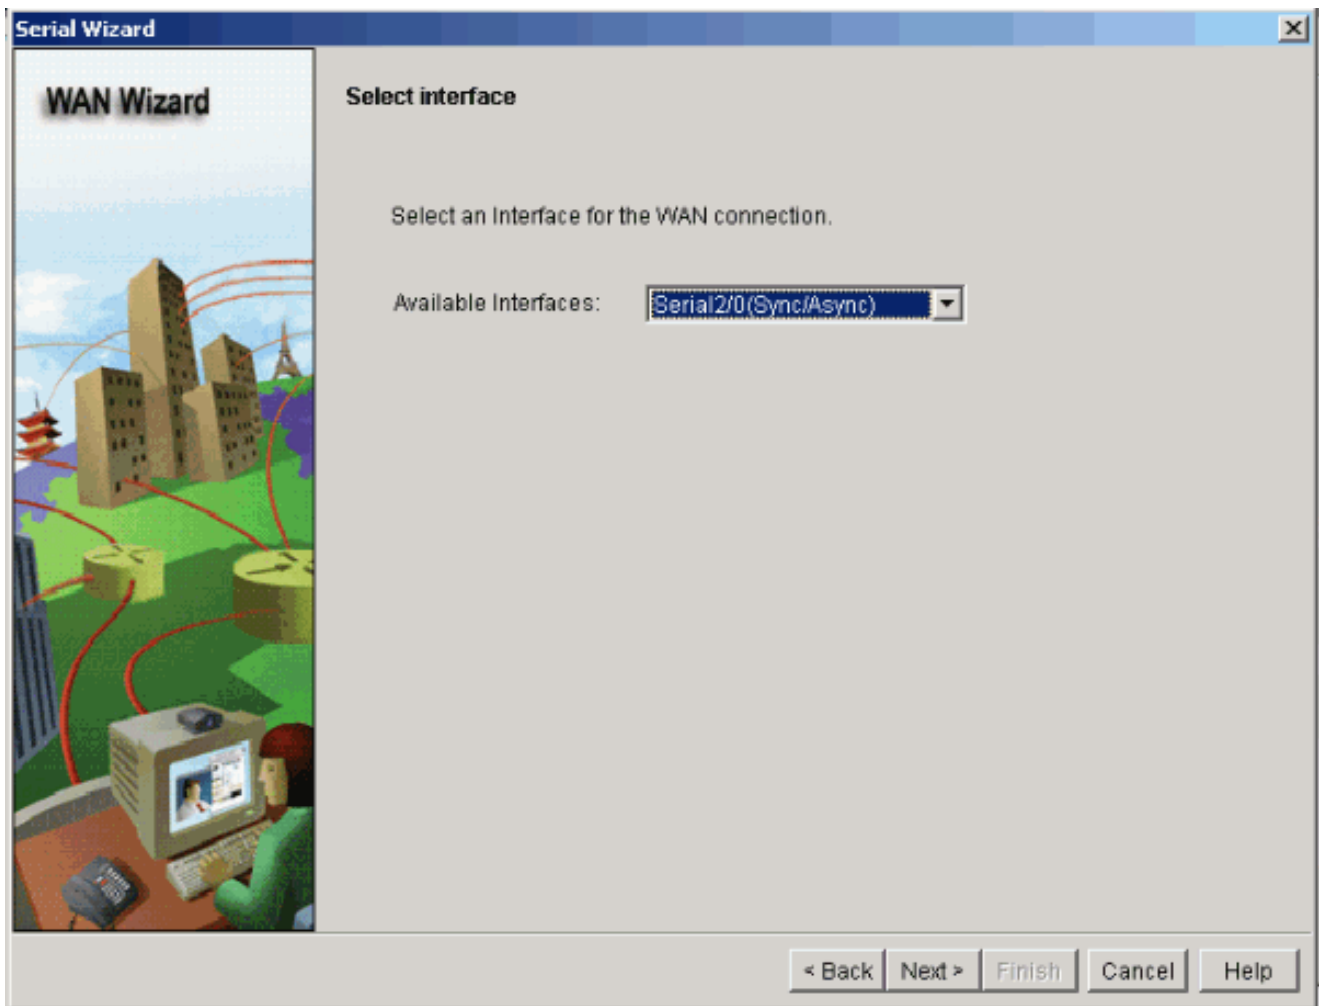 Serial Wizard
WAN Wizard
Select interface
Select an Interface for the WAN connection.
Available Interfaces: Serial2/0(Sync/Async)
< Back Next > Finish Cancel Help